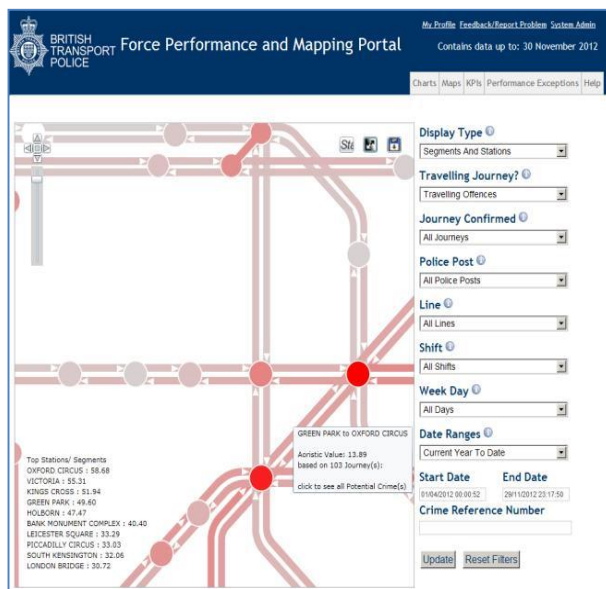 My Profile Feedback/Report Problem System Admin
BRITISH
TRANSPORT
POLICE
Force Performance and Mapping Portal
Contains data up to: 30 November 2012
Charts Maps KPIs Performance Exceptions Help
Display Type
Segments And Stations
Travelling Journey?
Travelling Offences
Journey Confirmed
All Journeys
Police Post
All Police Posts
Line
All Lines
Shift
All Shifts
Week Day
All Days
Date Ranges
Current Year To Date
Start Date End Date
01/04/2012 00:00:52 29/11/2012 23:17:50
Crime Reference Number
Update Reset Filters
GREEN PARK to OXFORD CIRCUS
Aoristic Value: 13.89
based on 103 Journey(s):
click to see all Potential Crime(s)
Top Stations/ Segments
OXFORD CIRCUS : 58.68
VICTORIA : 55.31
KINGS CROSS : 51.94
GREEN PARK : 49.60
HOLBORN : 47.47
BANK MONUMENT COMPLEX : 40.40
LEICESTER SQUARE : 33.29
PICCADILLY CIRCUS : 33.03
SOUTH KENSINGTON : 32.06
LONDON BRIDGE : 30.72